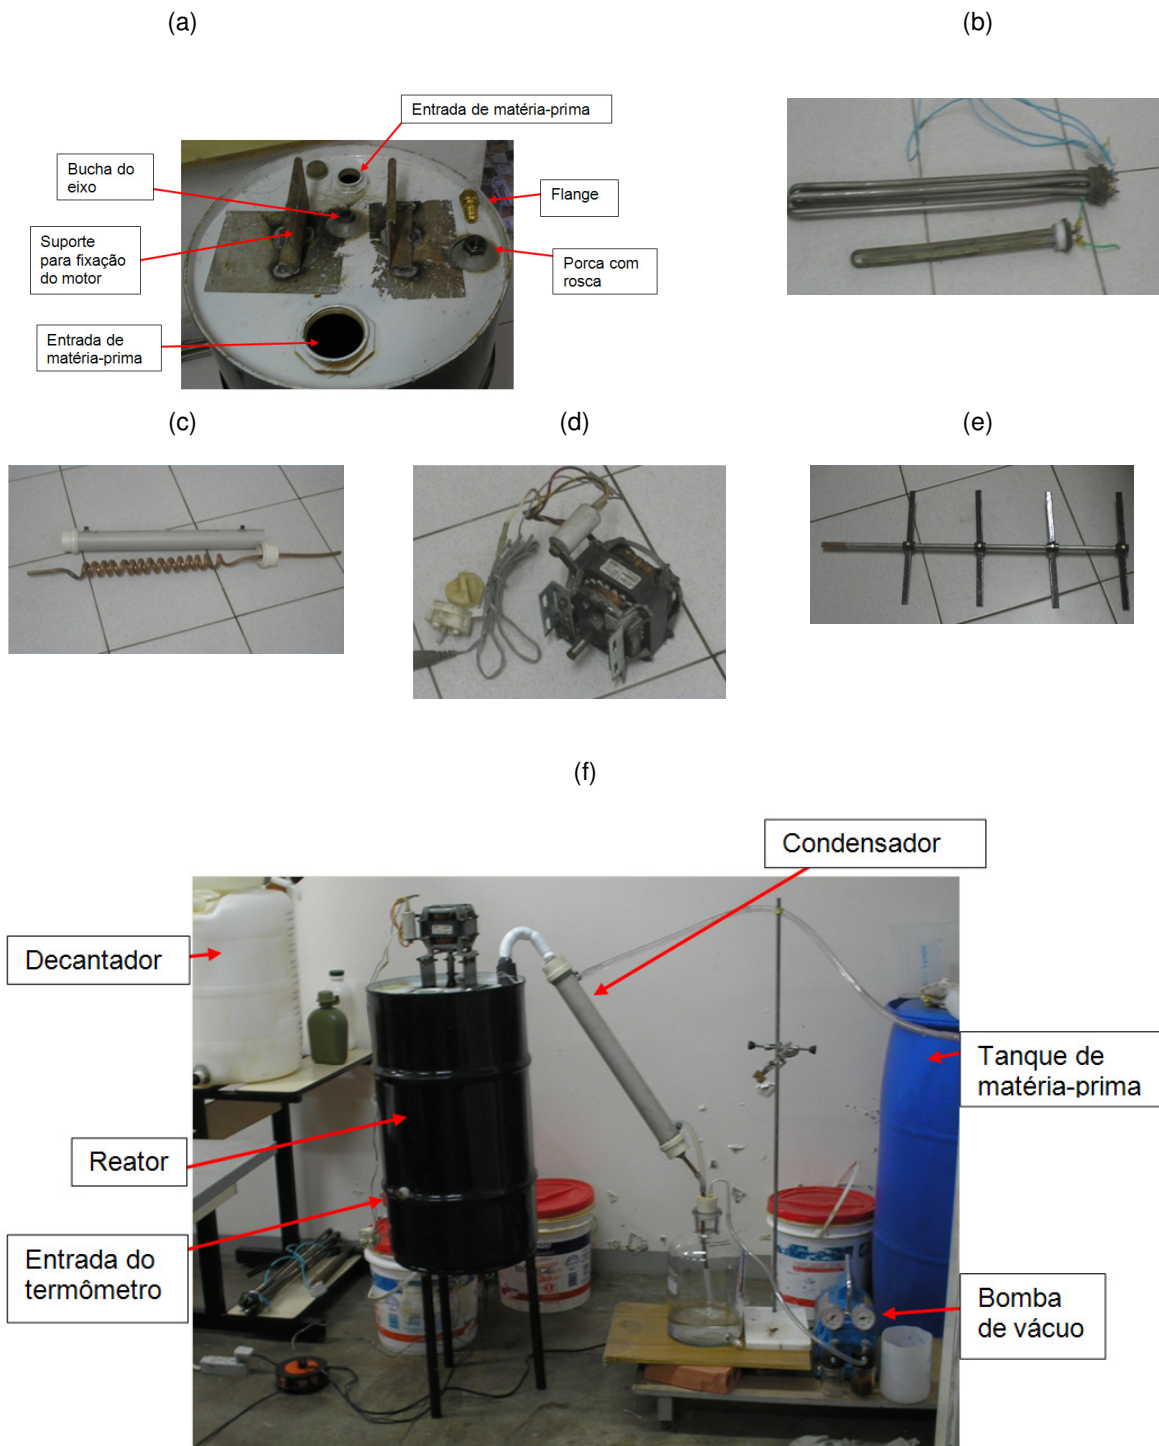 (a)
(b)
Entrada de matéria-prima
Bucha do
eixo
Flange
Suporte
para fixação
do motor
Porca com
rosca
Entrada de
matéria-prima
(c)
(d)
(e)
(f)
Condensador
Decantador
Tanque de
matéria-prima
Reator
Entrada do
termômetro
Bomba
de vácuo